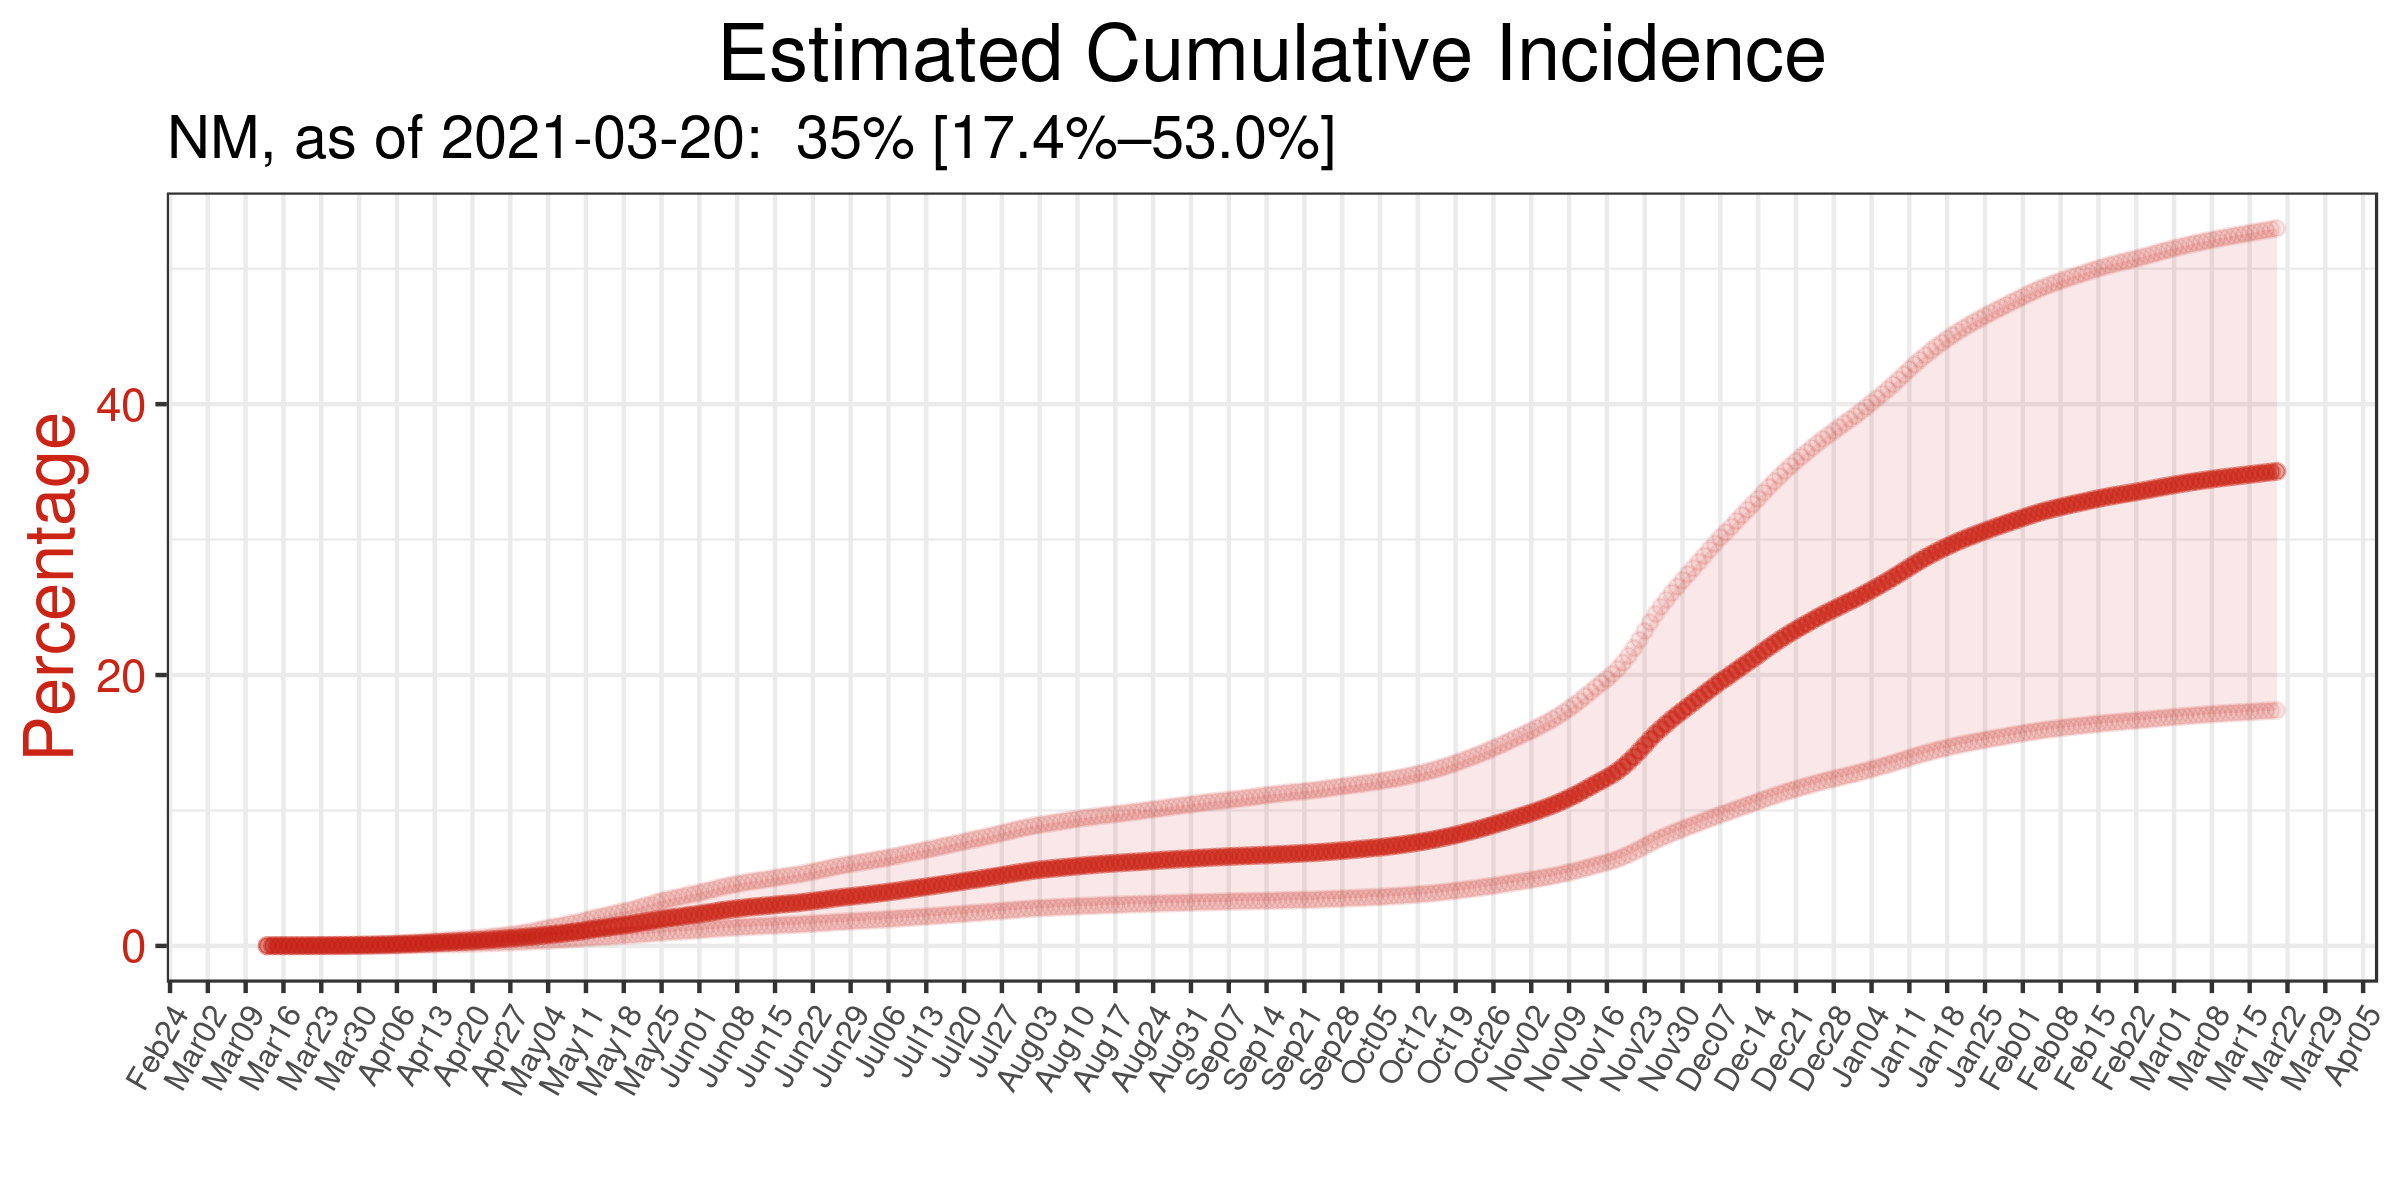 Estimated Cumulative Incidence
NM, as of 2021-03-20:  35% [17.4%–53.0%]
Percentage
40
20
0
Feb24
Mar02
Mar09
Mar16
Mar23
Mar30
Apr06
Apr13
Apr20
Apr27
May04
May11
May18
May25
Jun01
Jun08
Jun15
Jun22
Jun29
Jul06
Jul13
Jul20
Jul27
Aug03
Aug10
Aug17
Aug24
Aug31
Sep07
Sep14
Sep21
Sep28
Oct05
Oct12
Oct19
Oct26
Nov02
Nov09
Nov16
Nov23
Nov30
Dec07
Dec14
Dec21
Dec28
Jan04
Jan11
Jan18
Jan25
Feb01
Feb08
Feb15
Feb22
Mar01
Mar08
Mar15
Mar22
Mar29
Apr05